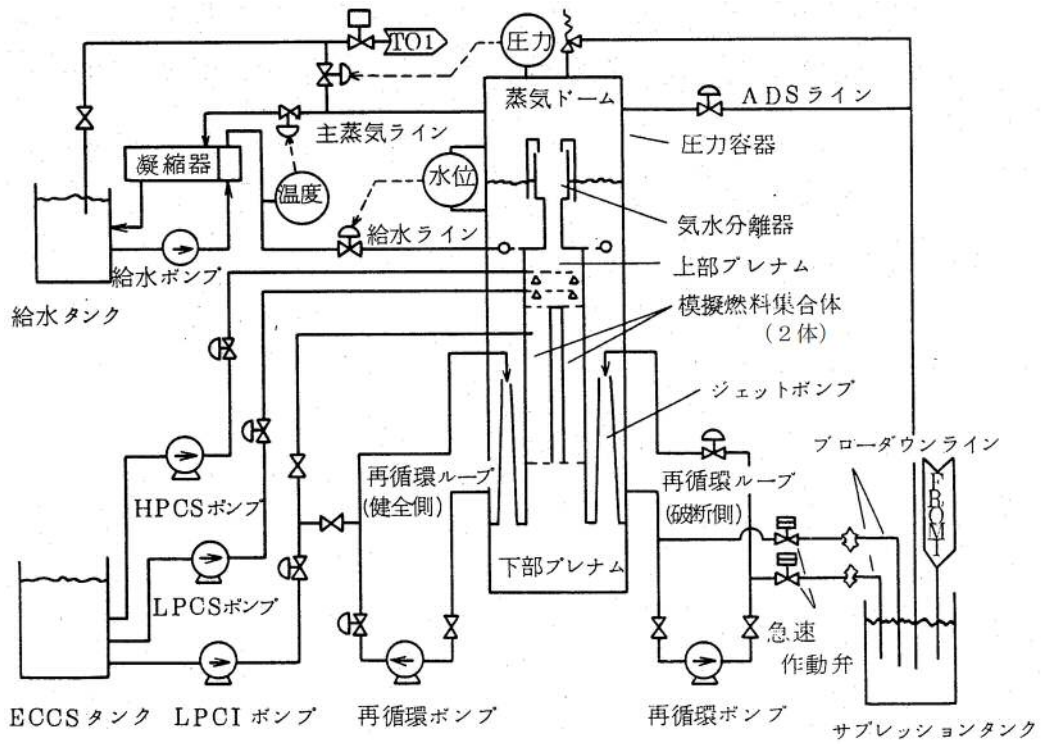 TO1
圧力
蒸気ドーム
ADSライン
主蒸気ライン
圧力容器
凝縮器
温度
水位
気水分離器
給水ライン
上部プレナム
給水ポンプ
給水タンク
模擬燃料集合体
(2体)
ジェットポンプ
ブローダウンライン
再循環ループ
(健全側)
再循環ループ
(破断側)
FROM1
HPCSポンプ
下部プレナム
LPCSポンプ
急速
作動弁
ECCSタンク
LPCIポンプ
再循環ポンプ
再循環ポンプ
サプレッションタンク